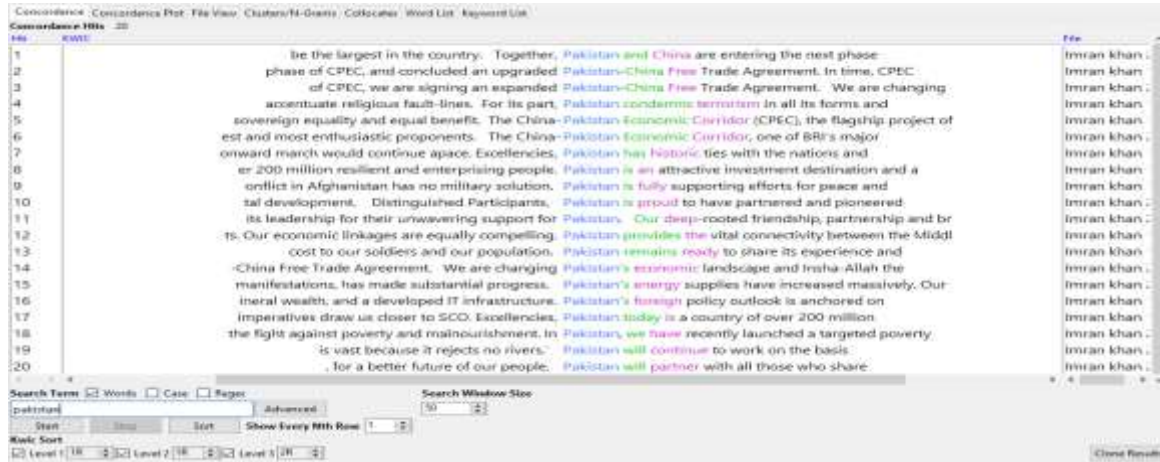 Concordance Concordance Plot File View Clusters/N-Grams Collocates Word List Keyword List
Concordance Hits 20
Hit KWIC File
1 be the largest in the country. Together, Pakistan and China are entering the next phase Imran khan
2 phase of CPEC, and concluded an upgraded Pakistan-China Free Trade Agreement. In time, CPEC Imran khan
3 of CPEC, we are signing an expanded Pakistan-China Free Trade Agreement. We are changing Imran khan
4 accentuate religious fault-lines. For its part, Pakistan condemns terrorism in all its forms and Imran khan
5 sovereign equality and equal benefit. The China-Pakistan Economic Corridor (CPEC), the flagship project of Imran khan
6 est and most enthusiastic proponents. The China-Pakistan Economic Corridor, one of BRI's major Imran khan
7 onward march would continue apace. Excellencies, Pakistan has historic ties with the nations and Imran khan
8 er 200 million resilient and enterprising people, Pakistan is an attractive investment destination and a Imran khan
9 onflict in Afghanistan has no military solution. Pakistan is fully supporting efforts for peace and Imran khan
10 tal development. Distinguished Participants, Pakistan is proud to have partnered and pioneered Imran khan
11 its leadership for their unwavering support for Pakistan. Our deep-rooted friendship, partnership and br Imran khan
12 ts. Our economic linkages are equally compelling. Pakistan provides the vital connectivity between the Middl Imran khan
13 cost to our soldiers and our population. Pakistan remains ready to share its experience and Imran khan
14 -China Free Trade Agreement. We are changing Pakistan's economic landscape and Insha-Allah the Imran khan
15 manifestations, has made substantial progress. Pakistan's energy supplies have increased massively. Our Imran khan
16 ineral wealth, and a developed IT infrastructure. Pakistan's foreign policy outlook is anchored on Imran khan
17 imperatives draw us closer to SCO. Excellencies, Pakistan today is a country of over 200 million Imran khan
18 the fight against poverty and malnourishment. In Pakistan, we have recently launched a targeted poverty Imran khan
19 is vast because it rejects no rivers. Pakistan will continue to work on the basis Imran khan
20 , for a better future of our people, Pakistan will partner with all those who share Imran khan
Search Term Words Case Regex Search Window Size
pakistan Advanced 50
Start Stop Sort Show Every Nth Row 1
Kwic Sort
Level 1 1R Level 2 1R Level 3 2R Clone Results